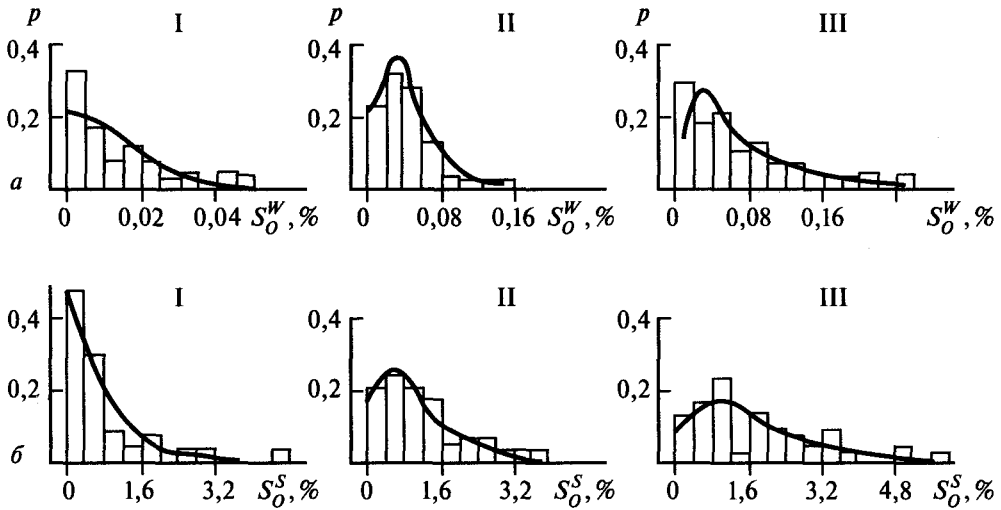 p I p II III
0,4 0,4 0,4
0,2 0,2 0,2
а
0 0,02 0,04 S_O^W, % 0 0,08 0,16 S_O^W, % 0 0,08 0,16 S_O^W, %
I II III
0,4 0,4 0,4
0,2 0,2 0,2
б
0 1,6 3,2 S_O^S, % 0 1,6 S_O^S, % 0 1,6 3,2 4,8 S_O^S, %